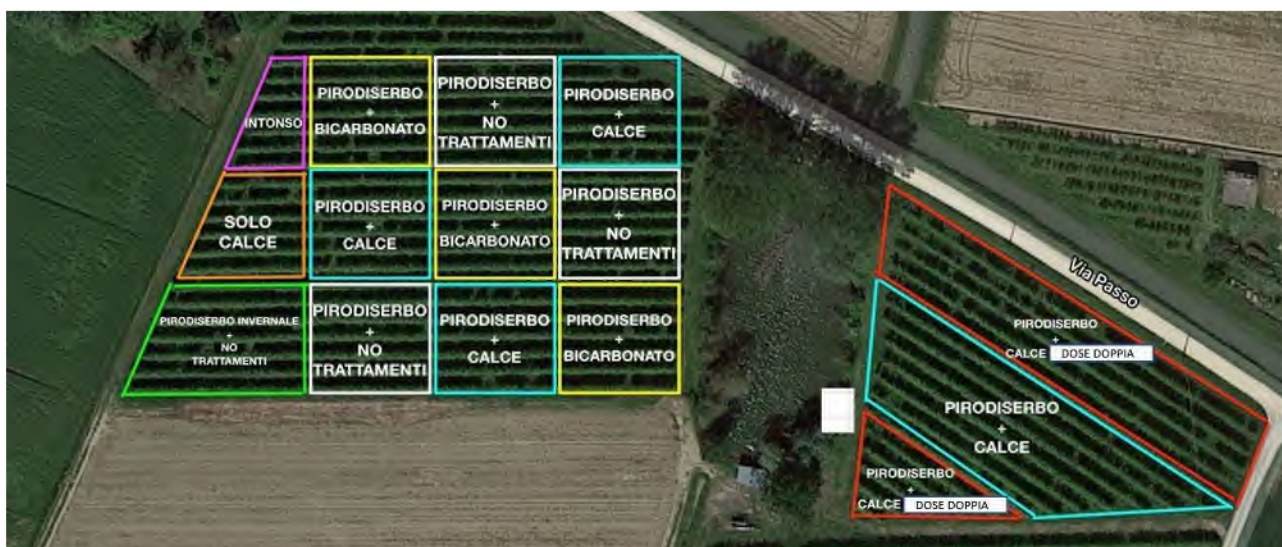 INTONSO
PIRODISERBO
+
BICARBONATO
PIRODISERBO
+
NO
TRATTAMENTI
PIRODISERBO
+
CALCE
SOLO
CALCE
PIRODISERBO
+
CALCE
PIRODISERBO
+
BICARBONATO
PIRODISERBO
+
NO
TRATTAMENTI
PIRODISERBO INVERNALE
+
NO
TRATTAMENTI
PIRODISERBO
+
NO
TRATTAMENTI
PIRODISERBO
+
CALCE
PIRODISERBO
+
BICARBONATO
Via Passo
PIRODISERBO
+
CALCE DOSE DOPPIA
PIRODISERBO
+
CALCE
PIRODISERBO
+
CALCE DOSE DOPPIA